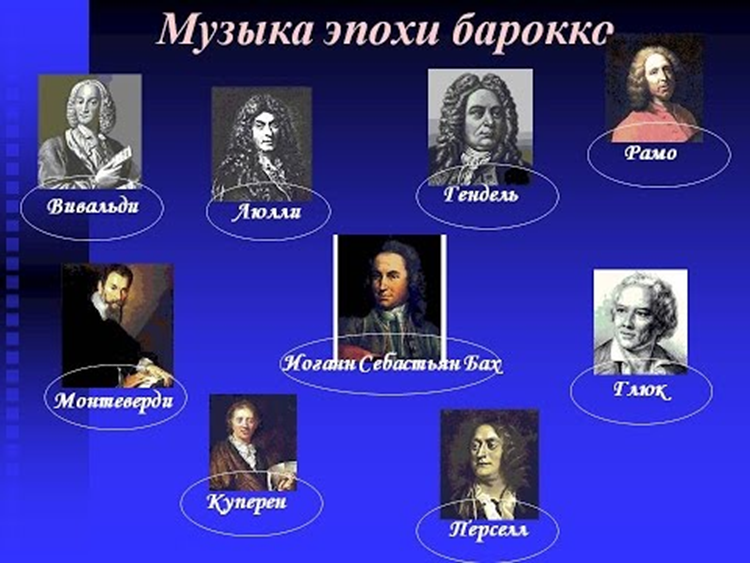 Музыка эпохи барокко
Вивальди
Люлли
Гендель
Рамо
Монтеверди
Иоганн Себастьян Бах
Глюк
Куперен
Перселл